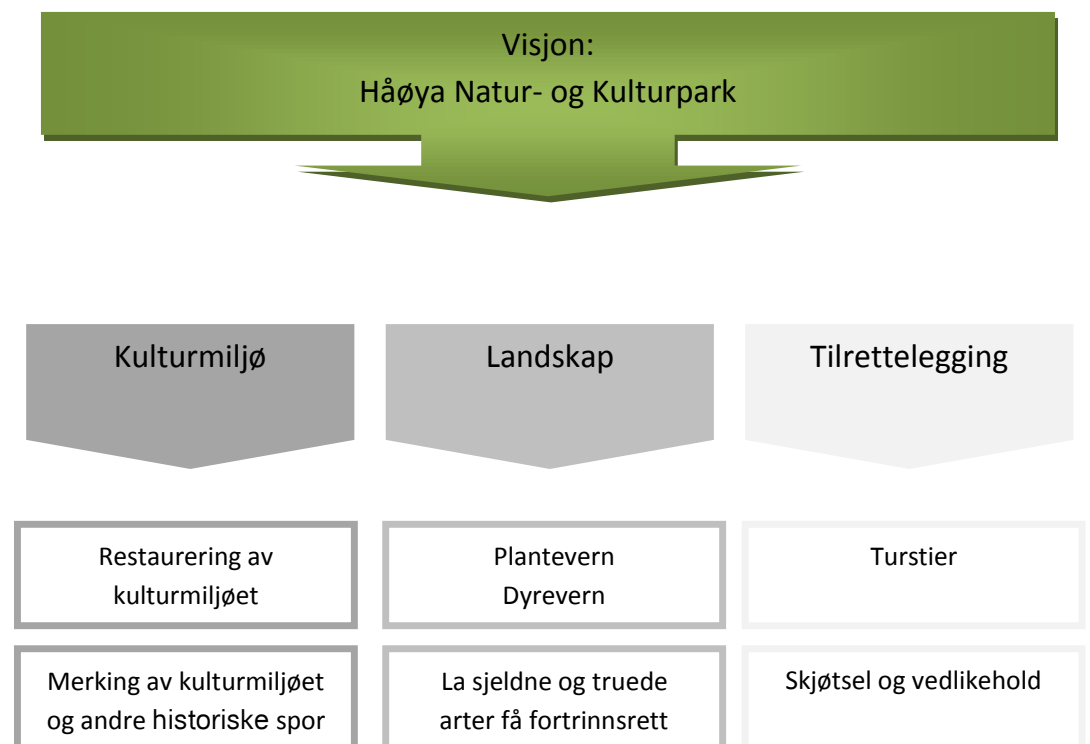 Visjon:
Håøya Natur- og Kulturpark
Kulturmiljø
Landskap
Tilrettelegging
Restaurering av
kulturmiljøet
Plantevern
Dyrevern
Turstier
Merking av kulturmiljøet
og andre historiske spor
La sjeldne og truede
arter få fortrinnsrett
Skjøtsel og vedlikehold